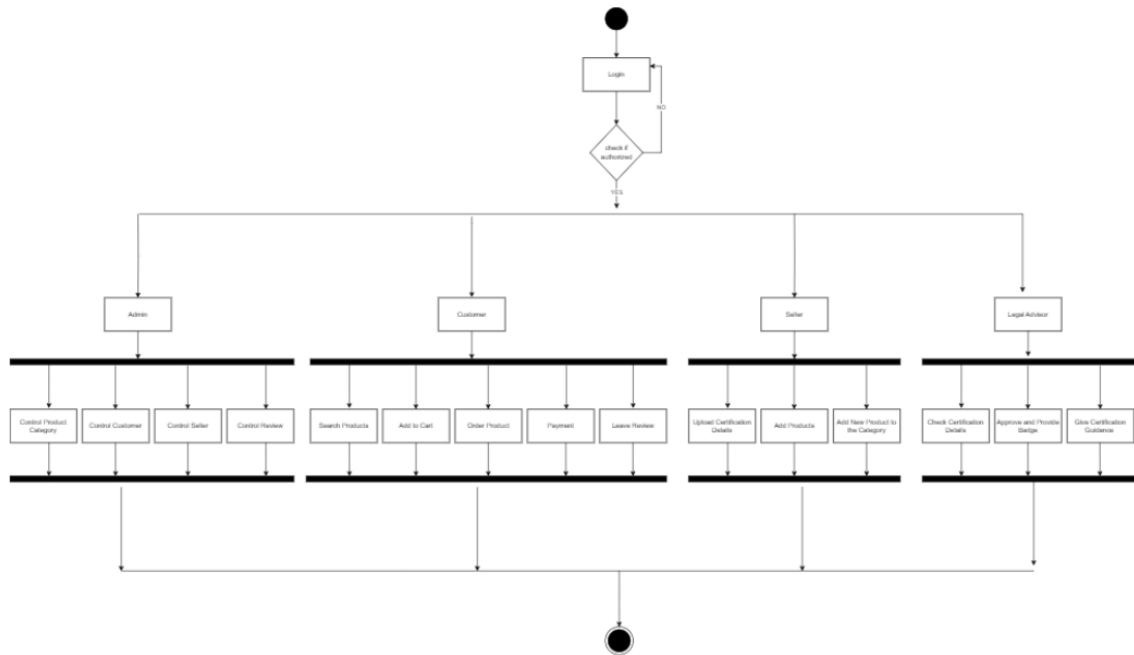 Login
NO
check if
authorized
YES
Admin
Customer
Seller
Legal Advisor
Control Product
Category
Control Customer
Control Seller
Control Review
Search Products
Add to Cart
Order Product
Payment
Leave Review
Upload Certification
Details
Add Products
Add New Product to
the Category
Check Certification
Details
Approve and Provide
Badge
Give Certification
Guidence